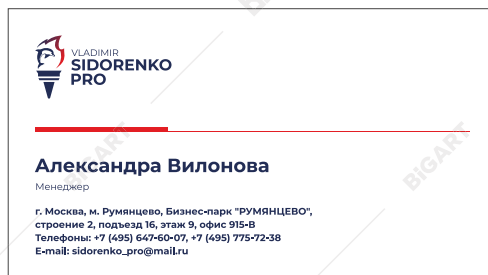 BiGART
VLADIMIR
SIDORENKO
PRO
BiGART
BiGART
Александра Вилонова
Менеджер
г. Москва, м. Румянцево, Бизнес-парк "РУМЯНЦЕВО",
строение 2, подъезд 16, этаж 9, офис 915-В
Телефоны: +7 (495) 647-60-07, +7 (495) 775-72-38
E-mail: sidorenko_pro@mail.ru